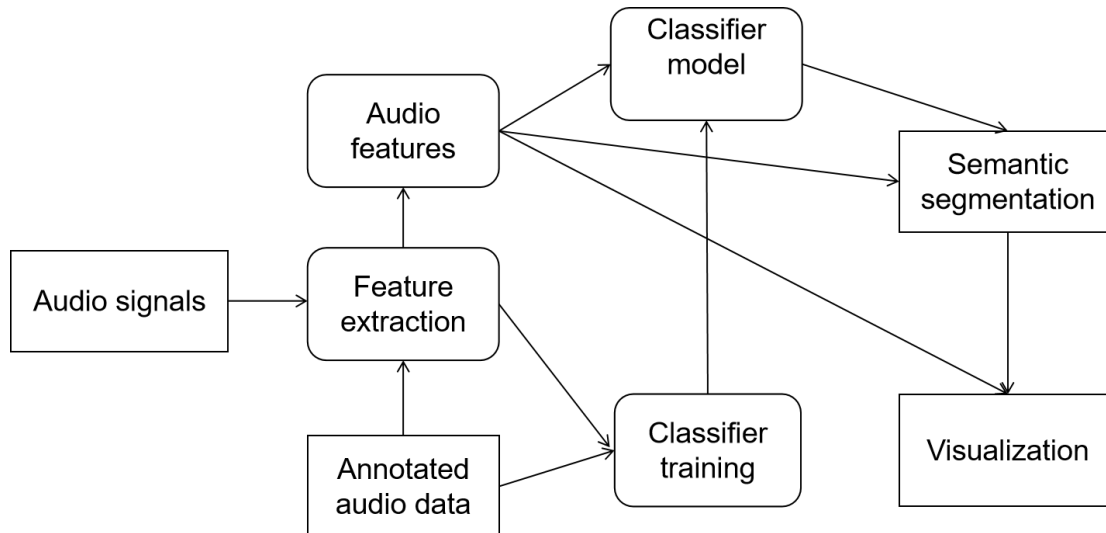 Classifier
model
Audio
features
Semantic
segmentation
Audio signals
Feature
extraction
Annotated
audio data
Classifier
training
Visualization